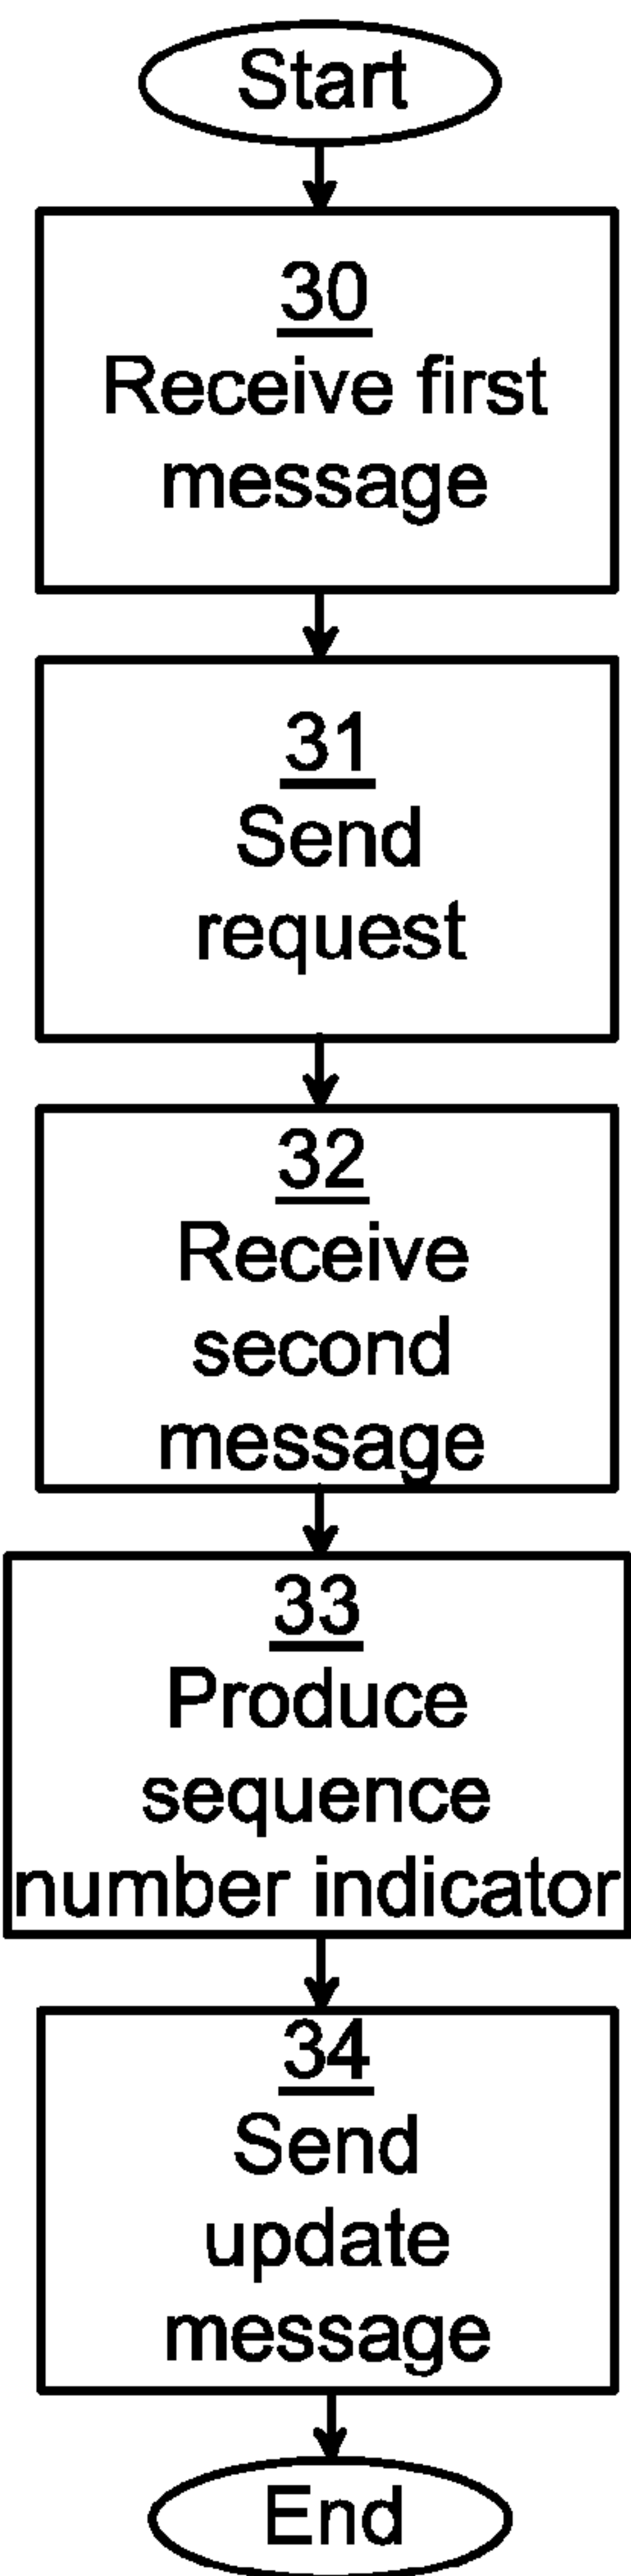 Start
30
Receive first
message
31
Send
request
32
Receive
second
message
33
Produce
sequence
number indicator
34
Send
update
message
End